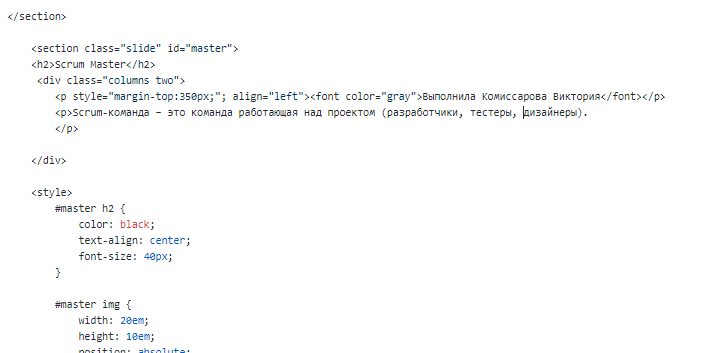 </section>
<section class="slide" id="master">
<h2>Scrum Master</h2>
<div class="columns two">
<p style="margin-top:350px;"; align="left"><font color="gray">Выполнила Комиссарова Виктория</font></p>
<p>Scrum-команда – это команда работающая над проектом (разработчики, тестеры, дизайнеры).
</p>
</div>
<style>
#master h2 {
color: black;
text-align: center;
font-size: 40px;
}
#master img {
width: 20em;
height: 10em;
position: absolute;